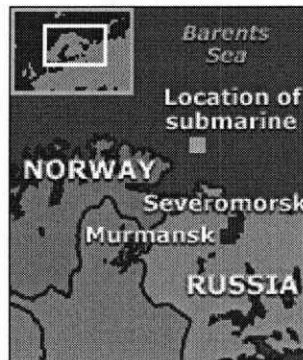 Barents
Sea
Location of
submarine
NORWAY
Severomorsk
Murmansk
RUSSIA